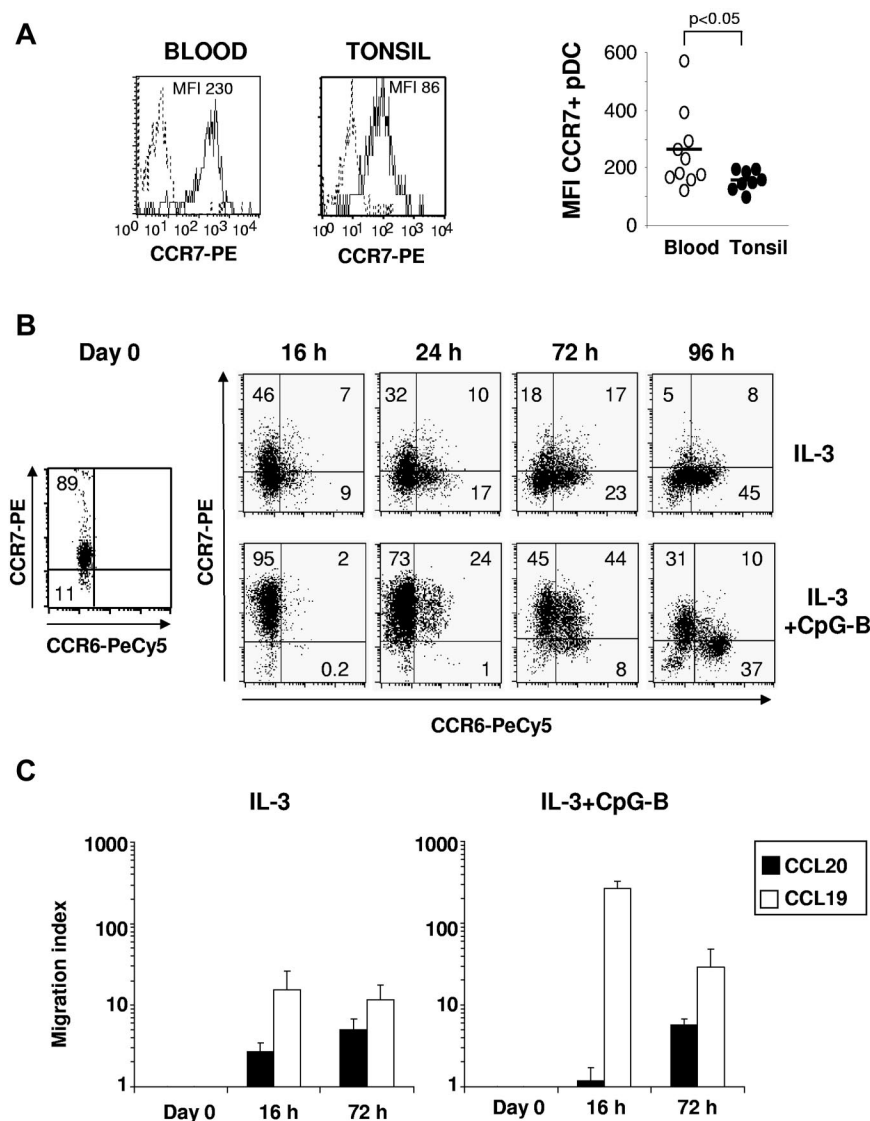 A
BLOOD
TONSIL
MFI 230
MFI 86
10⁰ 10¹ 10² 10³ 10⁴
10⁰ 10¹ 10² 10³ 10⁴
CCR7-PE
CCR7-PE
p<0.05
MFI CCR7+ pDC
600
400
200
0
Blood Tonsil
B
Day 0
16 h 24 h 72 h 96 h
89
11
CCR7-PE
CCR6-PeCy5
CCR7-PE
46 7
9
32 10
17
18 17
23
5 8
45
IL-3
95 2
0.2
73 24
1
45 44
8
31 10
37
IL-3
+CpG-B
CCR6-PeCy5
C
IL-3
IL-3+CpG-B
Migration index
1000
100
10
1
Day 0 16 h 72 h
1000
100
10
1
Day 0 16 h 72 h
CCL20
CCL19